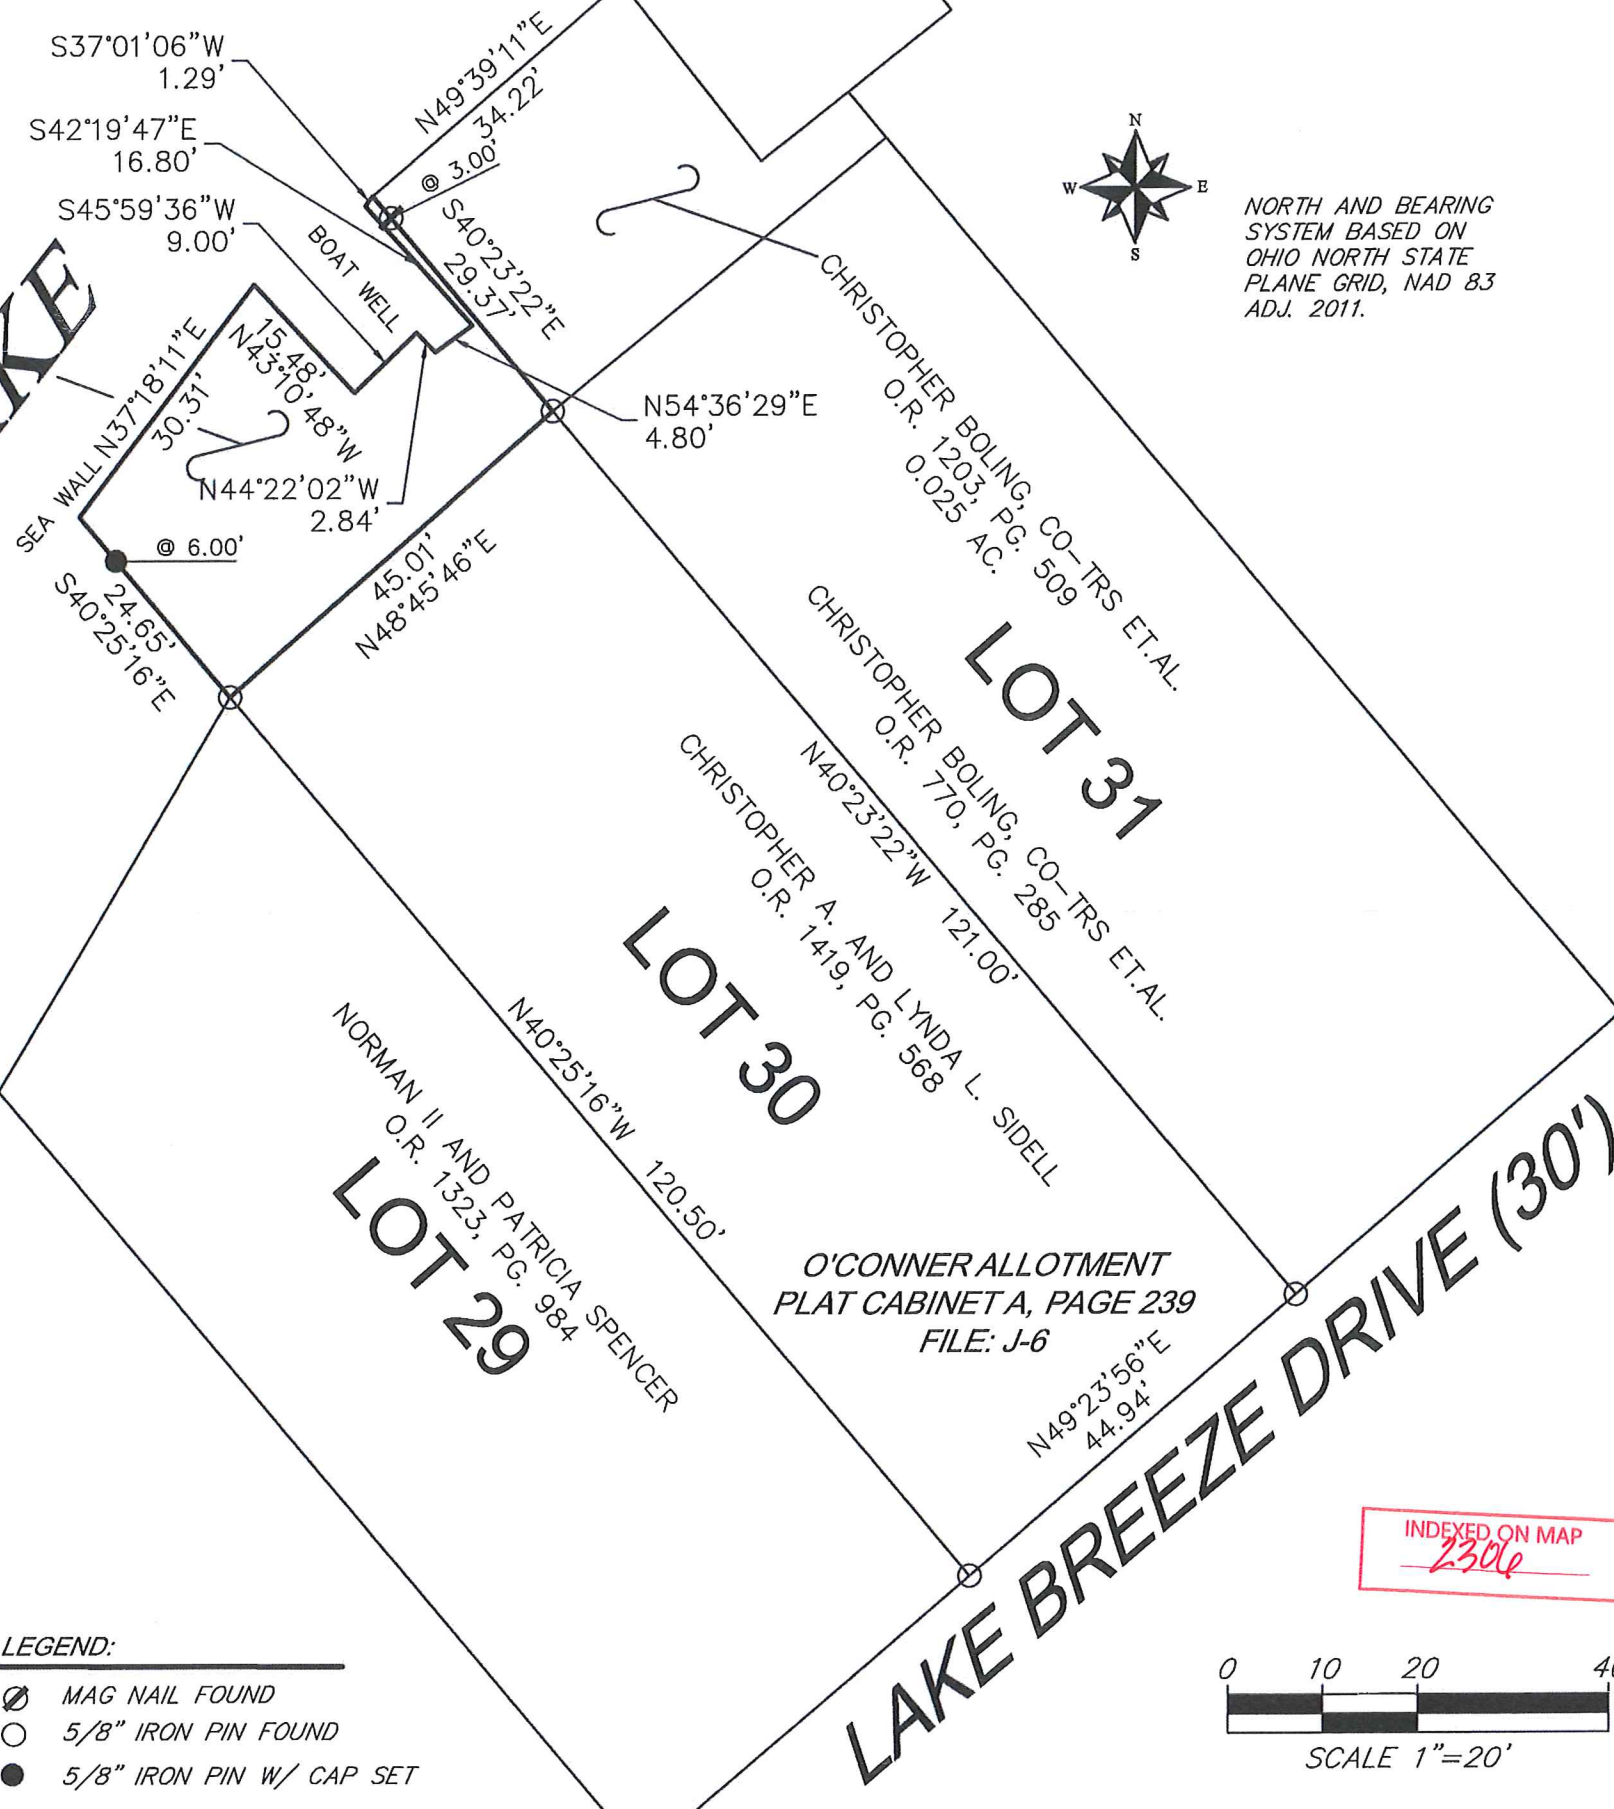 S37°01'06"W
1.29'
S42°19'47"E
16.80'
S45°59'36"W
9.00'
N49°39'11"E
34.22'
@ 3.00'
S40°23'22"E
29.37'
BOAT WELL
N
W
E
S
NORTH AND BEARING
SYSTEM BASED ON
OHIO NORTH STATE
PLANE GRID, NAD 83
ADJ. 2011.
SEA WALL N37°18'11"E
30.31'
15.48'
N43°10'48"W
N54°36'29"E
4.80'
N44°22'02"W
2.84'
@ 6.00'
24.65'
S40°25'16"E
45.01'
N48°45'46"E
CHRISTOPHER BOLING, CO-TRS ET.AL.
O.R. 1203, PG. 509
0.025 AC.
LOT 31
CHRISTOPHER BOLING, CO-TRS ET.AL.
O.R. 770, PG. 285
N40°23'22"W 121.00'
CHRISTOPHER A. AND LYNDA L. SIDELL
O.R. 1419, PG. 568
LOT 30
N40°25'16"W 120.50'
NORMAN II AND PATRICIA SPENCER
O.R. 1323, PG. 984
LOT 29
O'CONNER ALLOTMENT
PLAT CABINET A, PAGE 239
FILE: J-6
N49°23'56"E
44.94'
LAKE BREEZE DRIVE (30')
INDEXED ON MAP
2306
LEGEND:
MAG NAIL FOUND
5/8" IRON PIN FOUND
5/8" IRON PIN W/ CAP SET
0 10 20
SCALE 1"=20'